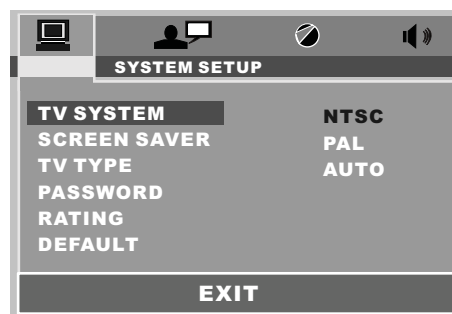 SYSTEM SETUP
TV SYSTEM NTSC
SCREEN SAVER PAL
TV TYPE AUTO
PASSWORD
RATING
DEFAULT
EXIT